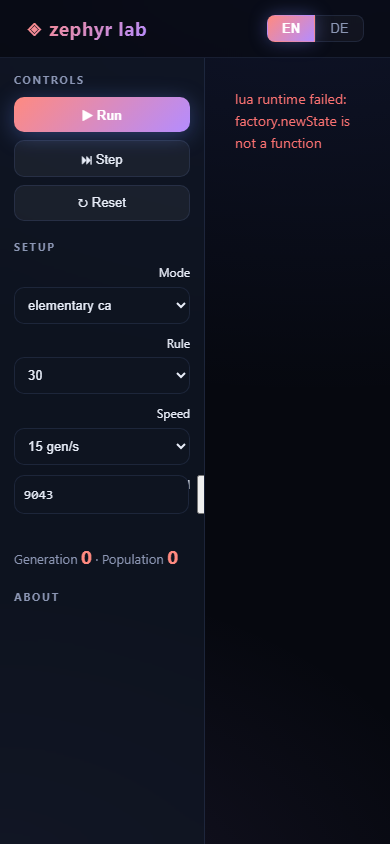 ◈ zephyr lab
EN
DE
CONTROLS
▶ Run
⏭ Step
↻ Reset
SETUP
Mode
elementary ca
Rule
30
Speed
15 gen/s
9043
Generation 0 · Population 0
ABOUT
lua runtime failed:
factory.newState is
not a function